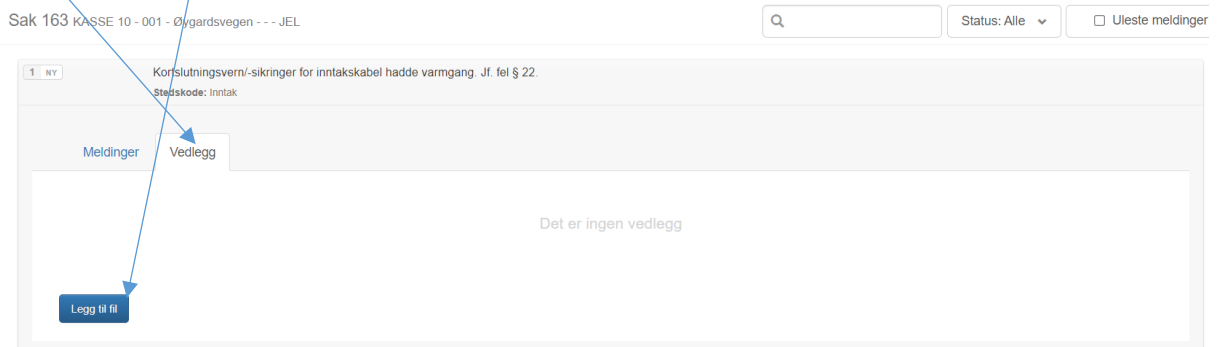 Sak 163 KASSE 10 - 001 - Øygardsvegen - - - JEL
Status: Alle
Uleste meldinger
1 NY
Kortslutningsvern/-sikringer for inntakskabel hadde varmgang. Jf. fel § 22.
Stedskode: Inntak
Meldinger
Vedlegg
Det er ingen vedlegg
Legg til fil